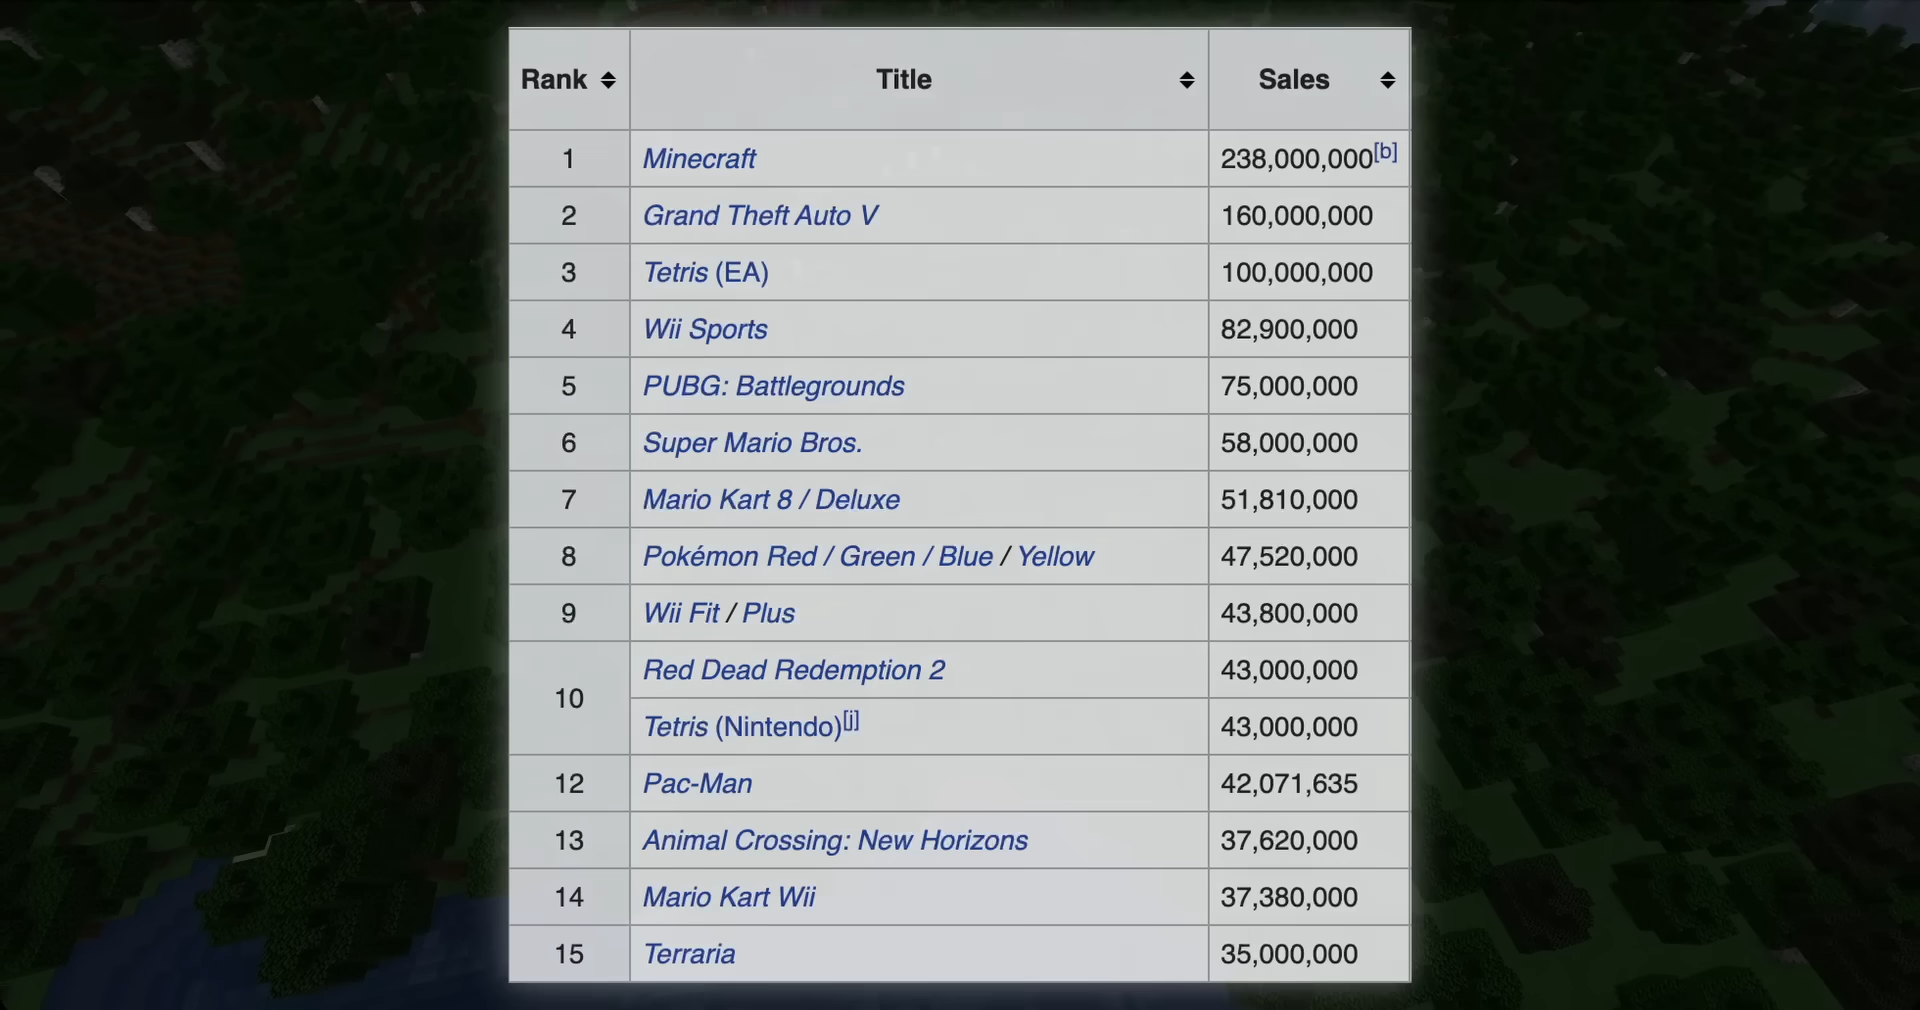 Rank Title Sales
1 Minecraft 238,000,000[b]
2 Grand Theft Auto V 160,000,000
3 Tetris (EA) 100,000,000
4 Wii Sports 82,900,000
5 PUBG: Battlegrounds 75,000,000
6 Super Mario Bros. 58,000,000
7 Mario Kart 8 / Deluxe 51,810,000
8 Pokémon Red / Green / Blue / Yellow 47,520,000
9 Wii Fit / Plus 43,800,000
10 Red Dead Redemption 2 43,000,000
Tetris (Nintendo)[j] 43,000,000
12 Pac-Man 42,071,635
13 Animal Crossing: New Horizons 37,620,000
14 Mario Kart Wii 37,380,000
15 Terraria 35,000,000